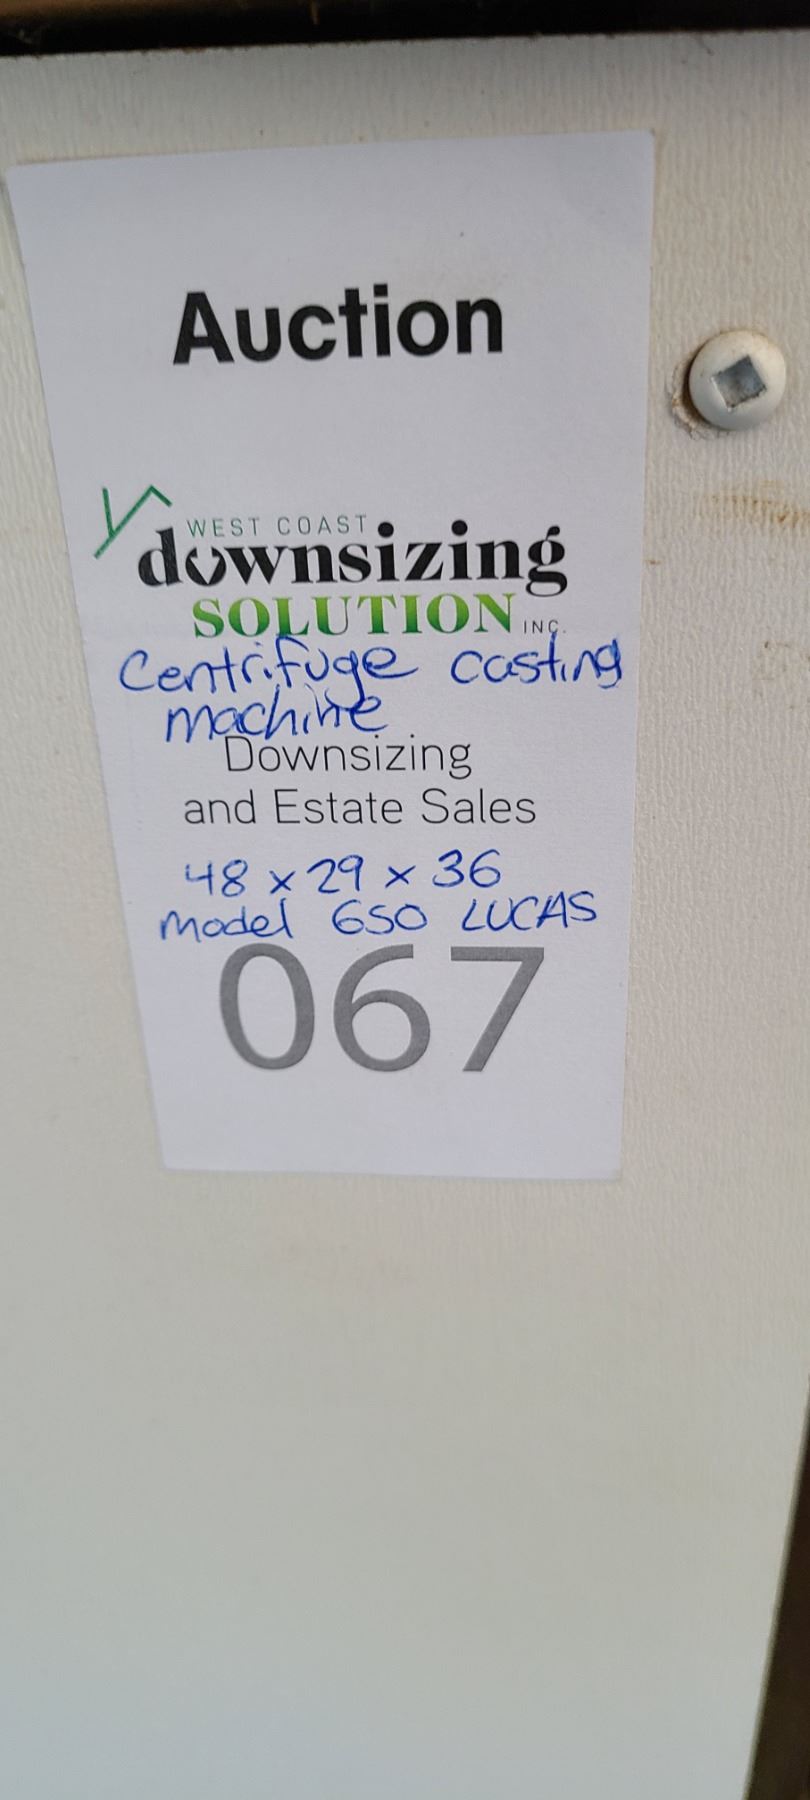 Auction
WEST COAST
downsizing
SOLUTION INC.
Centrifuge casting
machine
Downsizing
and Estate Sales
48 x 29 x 36
Model 650 LUCAS
067